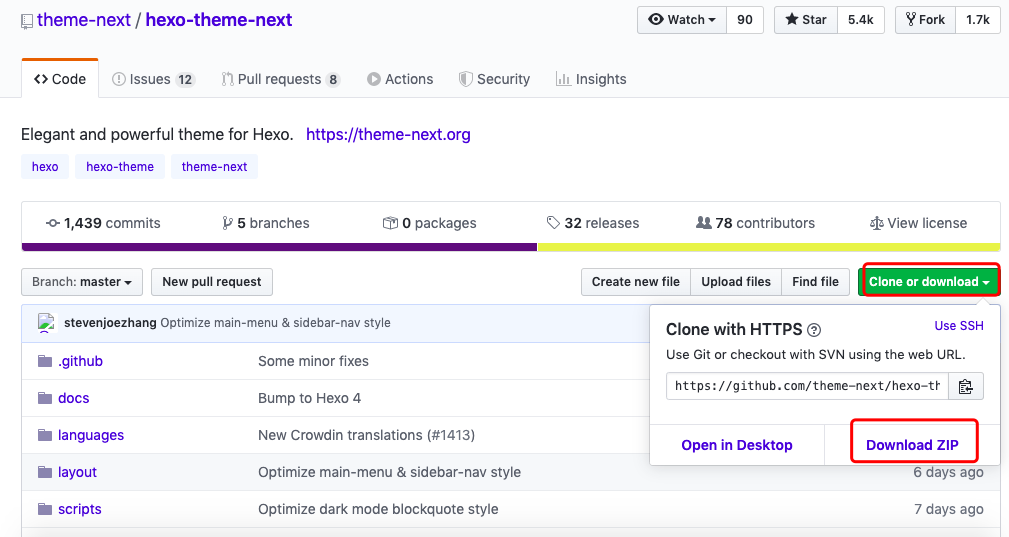 theme-next / hexo-theme-next
Watch 90 Star 5.4k Fork 1.7k
Code Issues 12 Pull requests 8 Actions Security Insights
Elegant and powerful theme for Hexo. https://theme-next.org
hexo hexo-theme theme-next
1,439 commits 5 branches 0 packages 32 releases 78 contributors View license
Branch: master New pull request Create new file Upload files Find file Clone or download
stevenjoezhang Optimize main-menu & sidebar-nav style
Clone with HTTPS Use SSH
Use Git or checkout with SVN using the web URL.
https://github.com/theme-next/hexo-th
Open in Desktop Download ZIP
.github Some minor fixes
docs Bump to Hexo 4
languages New Crowdin translations (#1413)
layout Optimize main-menu & sidebar-nav style 6 days ago
scripts Optimize dark mode blockquote style 7 days ago